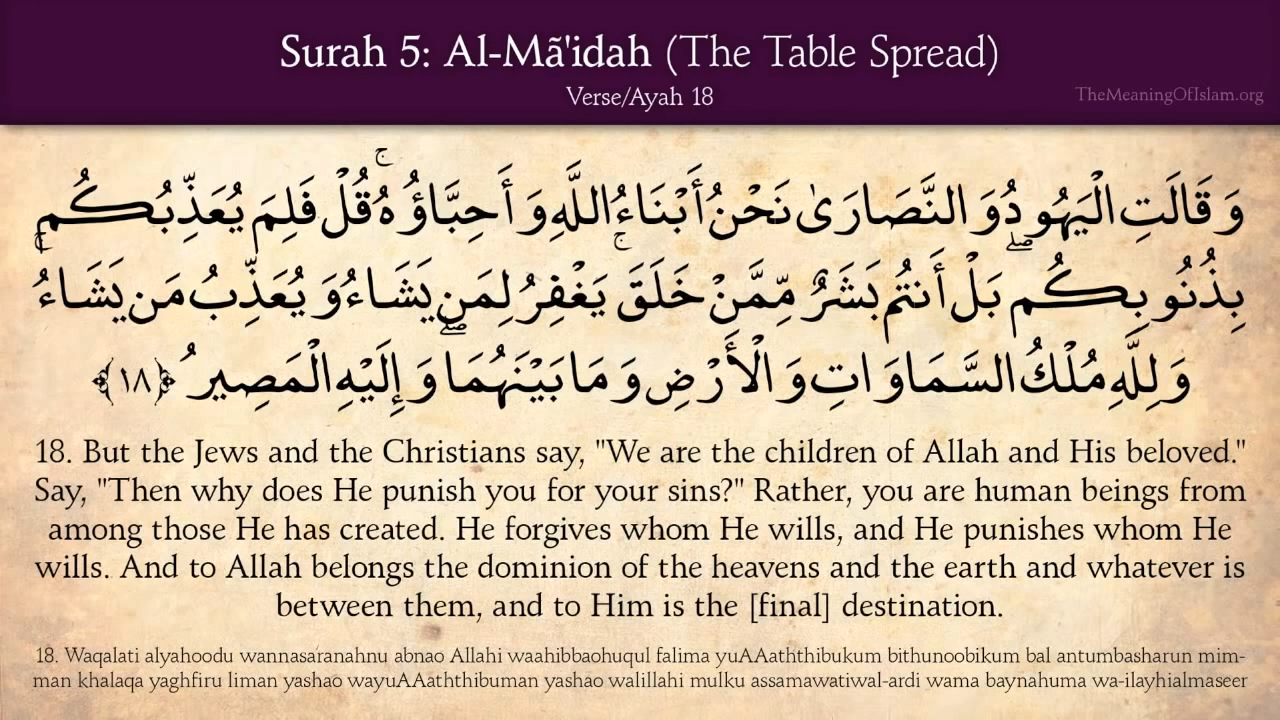 Surah 5: Al-Mã'idah (The Table Spread)
Verse/Ayah 18
TheMeaningOfIslam.org
وَقَالَتِ الْيَهُودُ وَالنَّصَارَىٰ نَحْنُ أَبْنَاءُ اللَّهِ وَأَحِبَّاؤُهُ ۚ قُلْ فَلِمَ يُعَذِّبُكُم
بِذُنُوبِكُم ۖ بَلْ أَنتُم بَشَرٌ مِّمَّنْ خَلَقَ ۚ يَغْفِرُ لِمَن يَشَاءُ وَيُعَذِّبُ مَن يَشَاءُ ۚ
وَلِلَّهِ مُلْكُ السَّمَاوَاتِ وَالْأَرْضِ وَمَا بَيْنَهُمَا ۖ وَإِلَيْهِ الْمَصِيرُ ﴿١٨﴾
18. But the Jews and the Christians say, "We are the children of Allah and His beloved."
Say, "Then why does He punish you for your sins?" Rather, you are human beings from
among those He has created. He forgives whom He wills, and He punishes whom He
wills. And to Allah belongs the dominion of the heavens and the earth and whatever is
between them, and to Him is the [final] destination.
18. Waqalati alyahoodu wannasaranahnu abnao Allahi waahibbaohuqul falima yuAAaththibukum bithunoobikum bal antumbasharun mim-
man khalaqa yaghfiru liman yashao wayuAAaththibuman yashao walillahi mulku assamawatiwal-ardi wama baynahuma wa-ilayhialmaseer